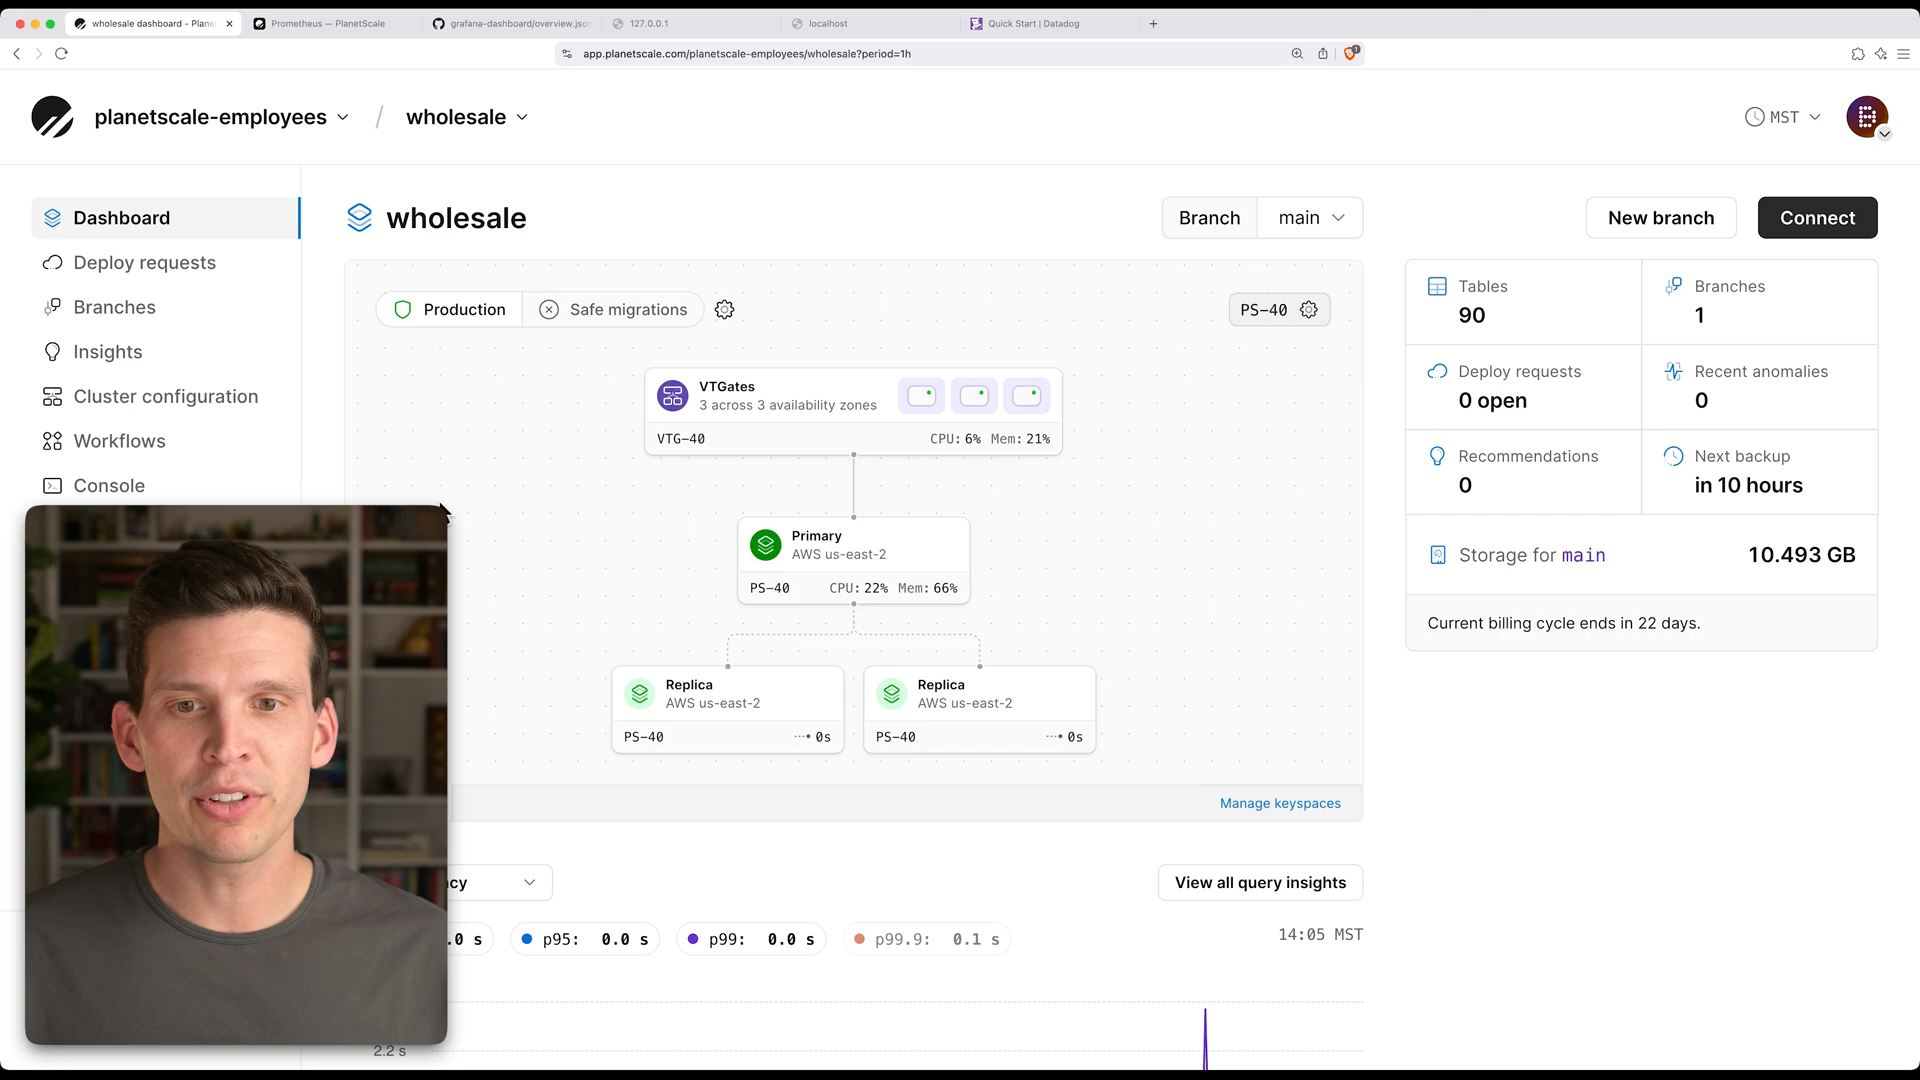 wholesale dashboard - Plane
Prometheus — PlanetScale
grafana-dashboard/overview.json
127.0.0.1
localhost
Quick Start | Datadog
app.planetscale.com/planetscale-employees/wholesale?period=1h
1
planetscale-employees / wholesale
MST
Dashboard
Deploy requests
Branches
Insights
Cluster configuration
Workflows
Console
wholesale
Branch main
New branch
Connect
Production
Safe migrations
PS-40
VTGates
3 across 3 availability zones
VTG-40 CPU: 6% Mem: 21%
Primary
AWS us-east-2
PS-40 CPU: 22% Mem: 66%
Replica
AWS us-east-2
PS-40 0s
Replica
AWS us-east-2
PS-40 0s
Manage keyspaces
Tables
90
Branches
1
Deploy requests
0 open
Recent anomalies
0
Recommendations
0
Next backup
in 10 hours
Storage for main 10.493 GB
Current billing cycle ends in 22 days.
cy
View all query insights
.0 s
p95: 0.0 s
p99: 0.0 s
p99.9: 0.1 s
14:05 MST
2.2 s